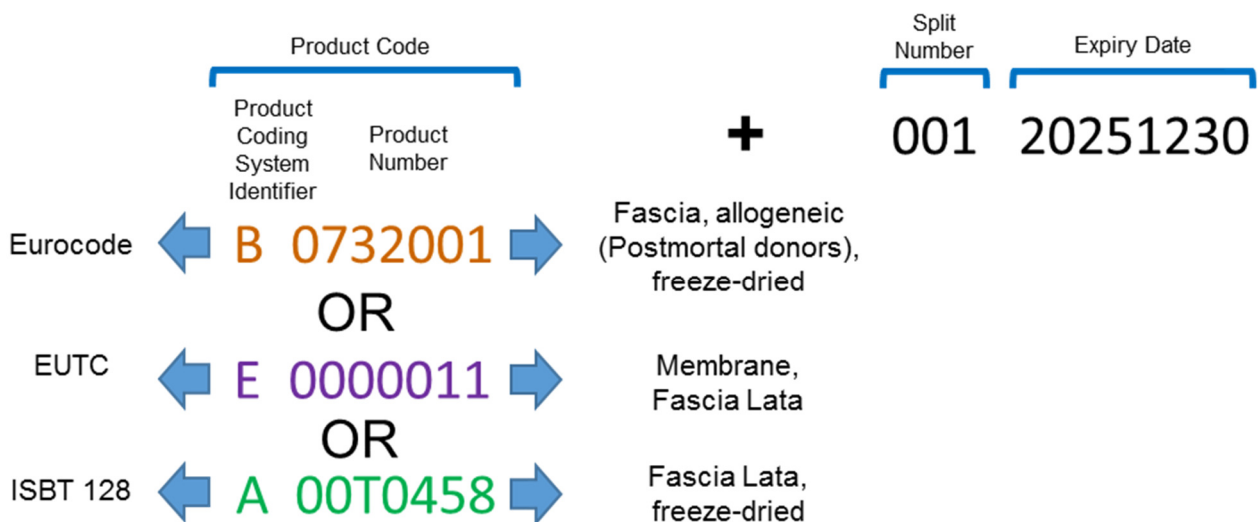 Product Code
Split
Number
Expiry Date
Product
Coding
System
Identifier
Product
Number
+
001 20251230
Eurocode
B 0732001
Fascia, allogeneic
(Postmortal donors),
freeze-dried
OR
EUTC
E 0000011
Membrane,
Fascia Lata
OR
ISBT 128
A 00T0458
Fascia Lata,
freeze-dried